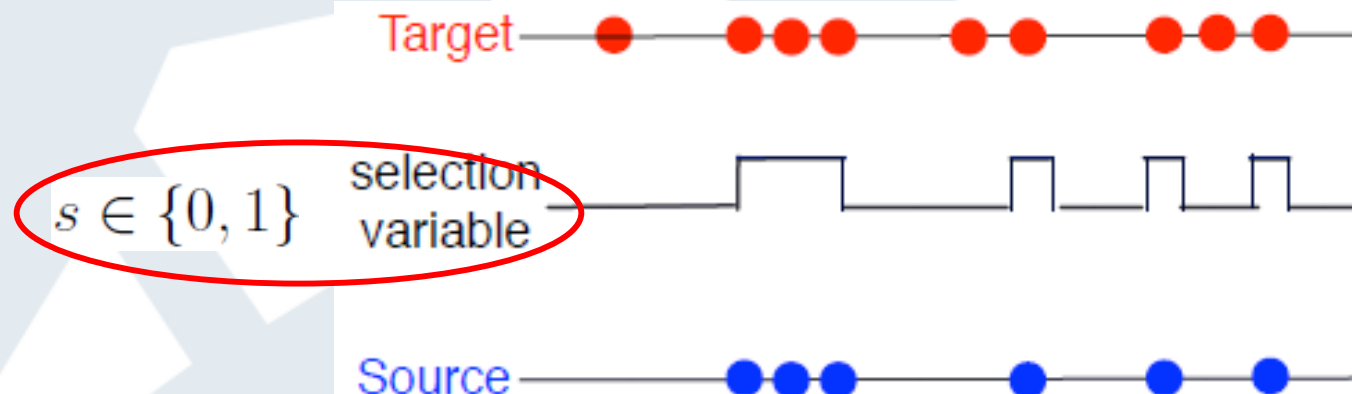 Target
s ∈ {0, 1}
selection
variable
Source